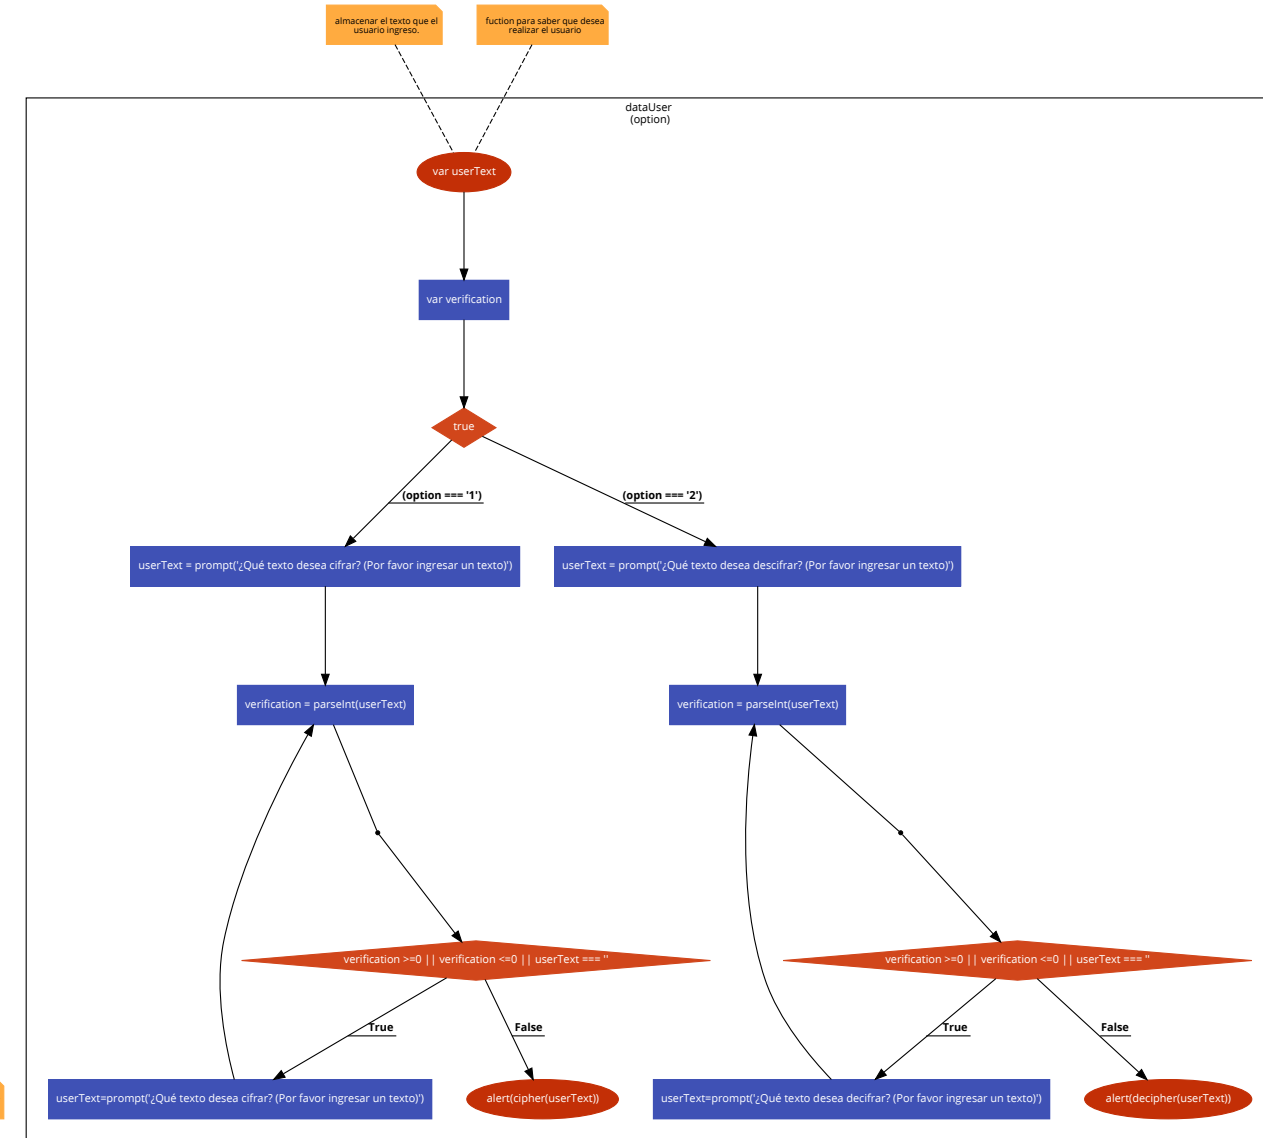 almacenar el texto que el
usuario ingreso.
fuction para saber que desea
realizar el usuario
dataUser
(option)
var userText
var verification
true
(option === '1')
(option === '2')
userText = prompt('¿Qué texto desea cifrar? (Por favor ingresar un texto)')
userText = prompt('¿Qué texto desea descifrar? (Por favor ingresar un texto)')
verification = parseInt(userText)
verification = parseInt(userText)
verification >=0 || verification <=0 || userText === ''
verification >=0 || verification <=0 || userText === ''
True
False
True
False
userText=prompt('¿Qué texto desea cifrar? (Por favor ingresar un texto)')
alert(cipher(userText))
userText=prompt('¿Qué texto desea decifrar? (Por favor ingresar un texto)')
alert(decipher(userText))